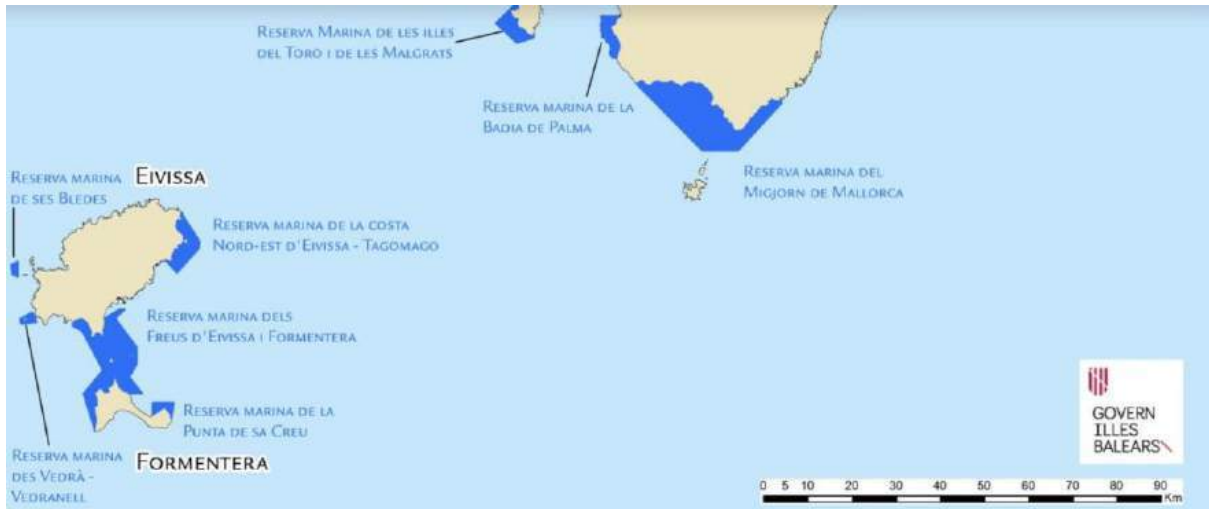 Reserva Marina de les illes
del Toro i de les Malgrats
Reserva marina de la
Badia de Palma
Reserva marina del
Migjorn de Mallorca
Reserva marina
de ses Bledes
Eivissa
Reserva marina de la costa
Nord-est d'Eivissa - Tagomago
Reserva marina dels
Freus d'Eivissa i Formentera
Reserva marina de la
Punta de sa Creu
Reserva marina
des Vedrà -
Vedranell
Formentera
GOVERN
ILLES
BALEARS
0 5 10 20 30 40 50 60 70 80 90
Km